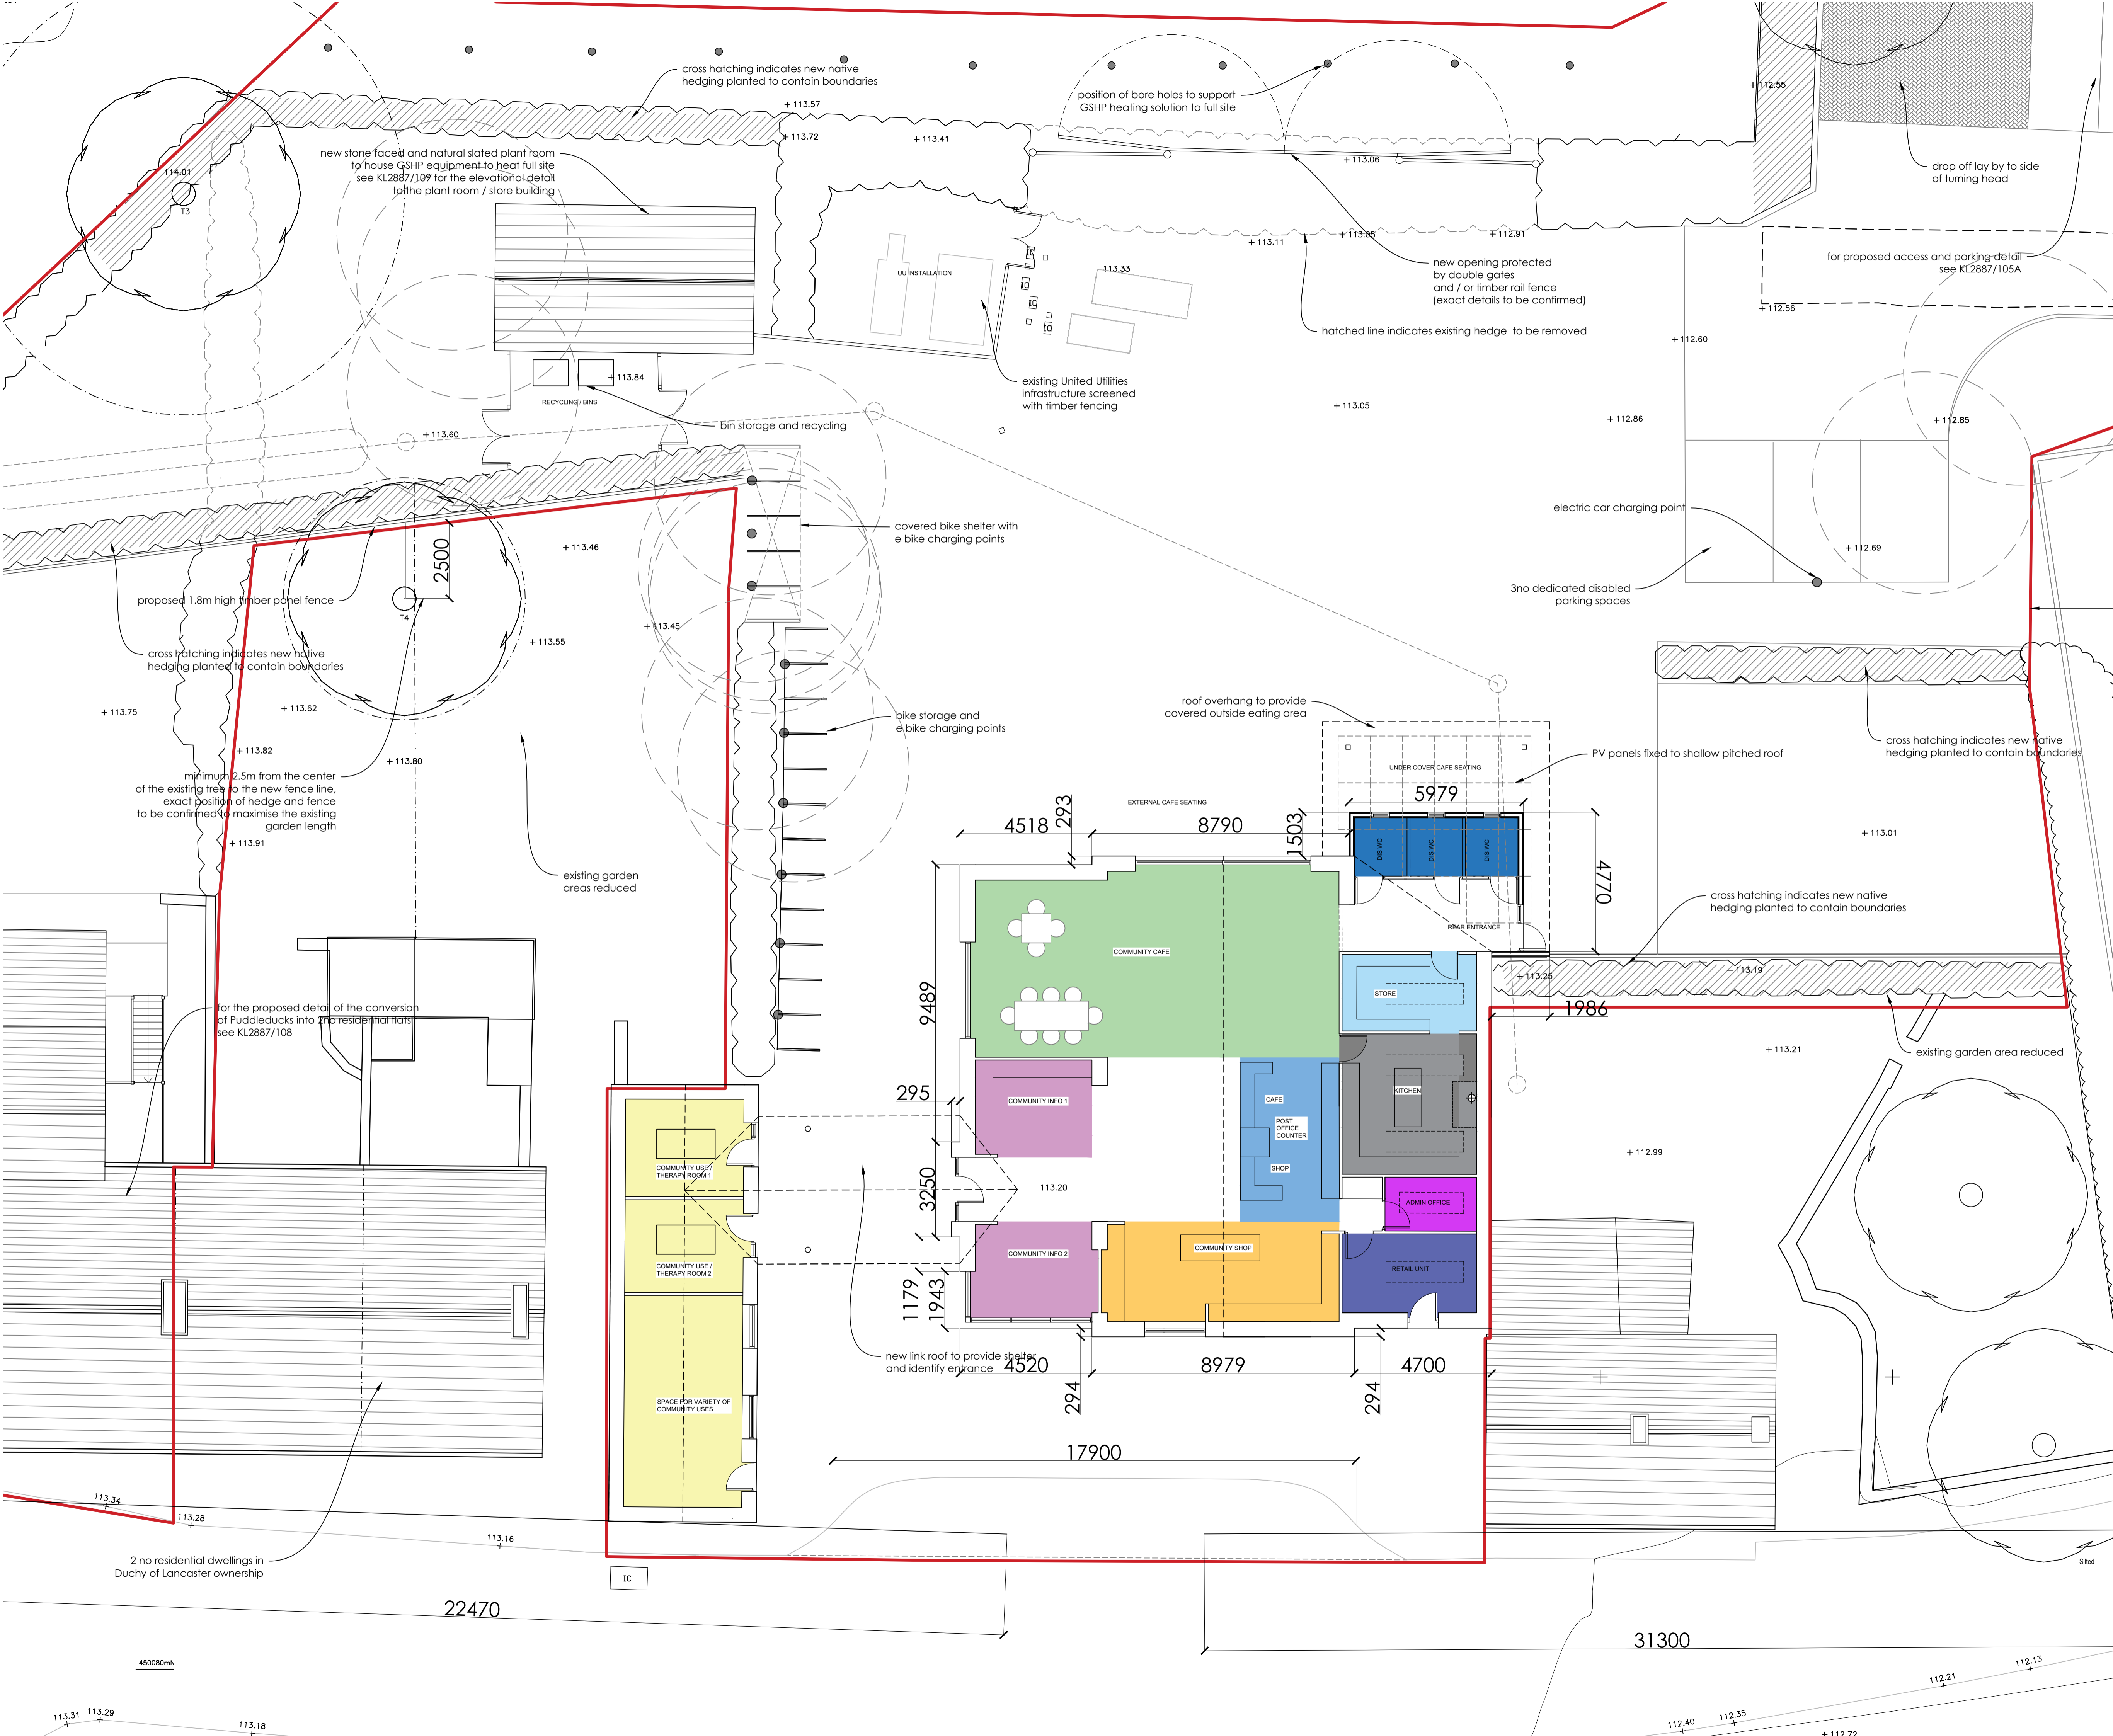 cross hatching indicates new native
hedging planted to contain boundaries
position of bore holes to support
GSHP heating solution to full site
+ 113.57
+ 113.72
+ 113.41
+ 113.06
+ 112.55
new stone faced and natural slated plant room
to house GSHP equipment to heat full site
see KL2887/109 for the elevational detail
to the plant room / store building
114.01
T3
drop off lay by to side
of turning head
+ 113.11
+ 113.05
+ 112.91
for proposed access and parking detail
see KL2887/105A
UU INSTALLATION
IC
IC
IC
IC
113.33
new opening protected
by double gates
and / or timber rail fence
(exact details to be confirmed)
+ 112.56
hatched line indicates existing hedge to be removed
+ 112.60
+ 113.84
RECYCLING / BINS
existing United Utilities
infrastructure screened
with timber fencing
+ 113.05
+ 112.86
+ 112.85
bin storage and recycling
+ 113.60
electric car charging point
covered bike shelter with
e bike charging points
+ 113.46
2500
+ 112.69
3no dedicated disabled
parking spaces
proposed 1.8m high timber panel fence
T4
+ 113.45
+ 113.55
cross hatching indicates new native
hedging planted to contain boundaries
+ 113.75
+ 113.62
bike storage and
e bike charging points
roof overhang to provide
covered outside eating area
cross hatching indicates new native
hedging planted to contain boundaries
+ 113.82
+ 113.80
PV panels fixed to shallow pitched roof
UNDER COVER CAFE SEATING
minimum 2.5m from the center
of the existing tree to the new fence line,
exact position of hedge and fence
to be confirmed to maximise the existing
garden length
+ 113.91
EXTERNAL CAFE SEATING
5979
293
4518
8790
1503
+ 113.01
DIS WC
DIS WC
DIS WC
4770
existing garden
areas reduced
cross hatching indicates new native
hedging planted to contain boundaries
REAR ENTRANCE
COMMUNITY CAFE
+ 113.25
+ 113.19
STORE
9489
1986
for the proposed detail of the conversion
of Puddleducks into 2no residential flats
see KL2887/108
+ 113.21
existing garden area reduced
295
COMMUNITY INFO 1
CAFE
KITCHEN
POST
OFFICE
COUNTER
SHOP
+ 112.99
COMMUNITY USE /
THERAPY ROOM 1
3250
113.20
ADMIN OFFICE
COMMUNITY USE /
THERAPY ROOM 2
COMMUNITY INFO 2
COMMUNITY SHOP
RETAIL UNIT
1179
1943
new link roof to provide shelter
and identify entrance
4520
8979
4700
294
294
SPACE FOR VARIETY OF
COMMUNITY USES
17900
113.34
113.28
113.16
2 no residential dwellings in
Duchy of Lancaster ownership
IC
Silted
22470
31300
450080mN
112.13
112.21
113.31
113.29
113.18
112.40
112.35
+ 112.72